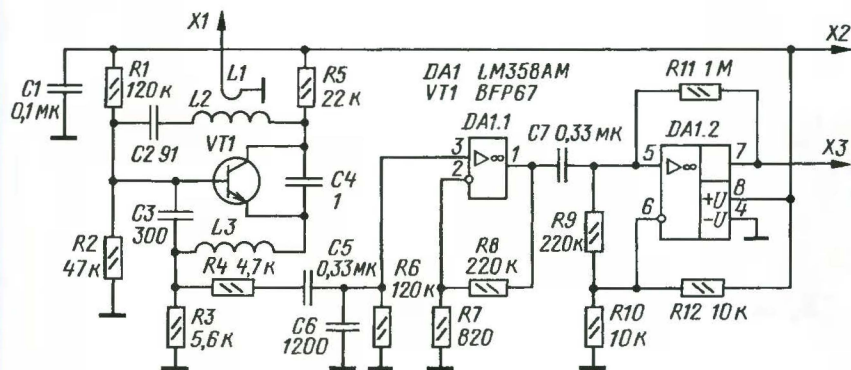 X1
X2
C1
0,1 мк
R1
120 к
L1
L2
R5
22 к
DA1 LM358AM
VT1 BFP67
R11 1 М
C2 91
VT1
DA1.1
C7 0,33 мк
DA1.2
3
2
1
▷∞
5
6
▷∞
7
8
4
+U
-U
X3
C4
1
C3
300
R2
47 к
L3
R4 4,7 к
C5
0,33 мк
R6
120 к
R8
220 к
R9
220 к
R3
5,6 к
C6
1200
R7
820
R10
10 к
R12 10 к